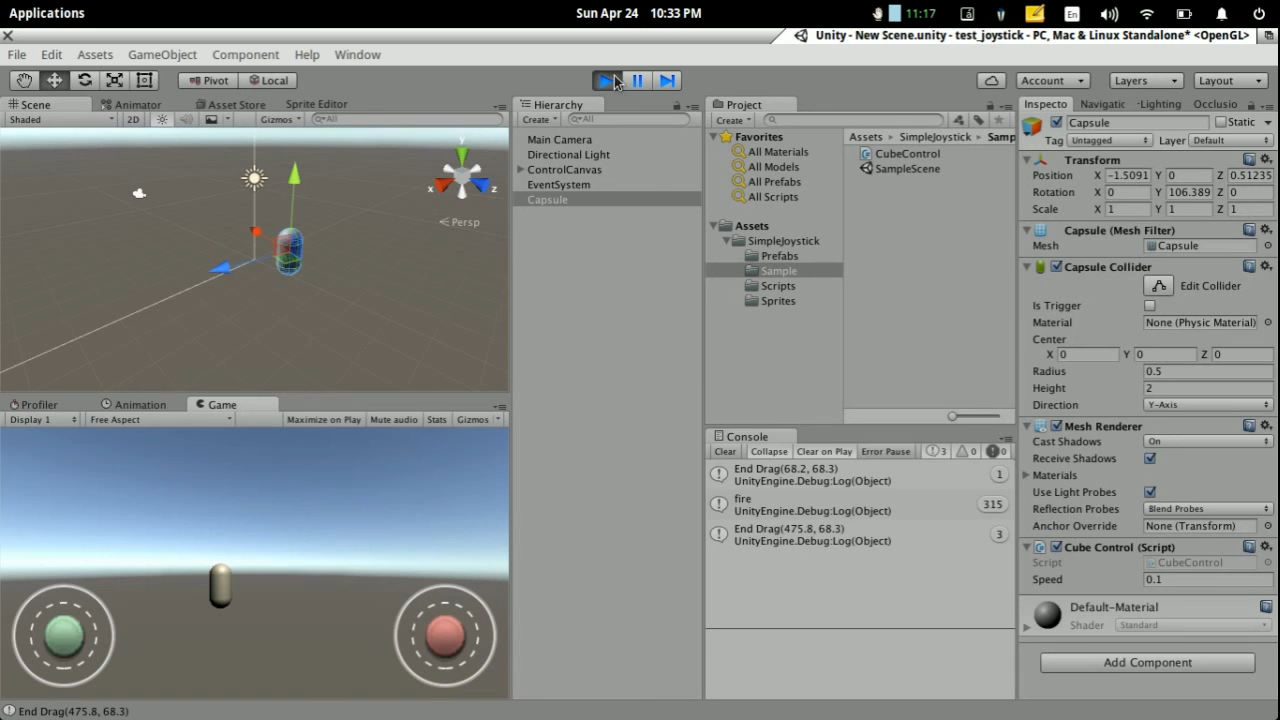 Applications
Sun Apr 24   10:33 PM
11:17
En
Unity - New Scene.unity - test_joystick - PC, Mac & Linux Standalone* <OpenGL>
File Edit Assets GameObject Component Help Window
Pivot Local
Account Layers Layout
Scene Animator Asset Store Sprite Editor
Shaded 2D Gizmos All
y
x z
Persp
Profiler Animation Game
Display 1 Free Aspect Maximize on Play Mute audio Stats Gizmos
Hierarchy
Create All
Main Camera
Directional Light
ControlCanvas
EventSystem
Capsule
Project
Create
Favorites
All Materials
All Models
All Prefabs
All Scripts
Assets
SimpleJoystick
Prefabs
Sample
Scripts
Sprites
Assets SimpleJoystick Samp
CubeControl
SampleScene
Console
Clear Collapse Clear on Play Error Pause 3 0 0
End Drag(68.2, 68.3)
UnityEngine.Debug:Log(Object)
1
fire
UnityEngine.Debug:Log(Object)
315
End Drag(475.8, 68.3)
UnityEngine.Debug:Log(Object)
3
Inspecto Navigatic Lighting Occlusio
Capsule Static
Tag Untagged Layer Default
Transform
Position X -1.5091 Y 0 Z 0.51235
Rotation X 0 Y 106.389 Z 0
Scale X 1 Y 1 Z 1
Capsule (Mesh Filter)
Mesh Capsule
Capsule Collider
Edit Collider
Is Trigger
Material None (Physic Material)
Center
X 0 Y 0 Z 0
Radius 0.5
Height 2
Direction Y-Axis
Mesh Renderer
Cast Shadows On
Receive Shadows
Materials
Use Light Probes
Reflection Probes Blend Probes
Anchor Override None (Transform)
Cube Control (Script)
Script CubeControl
Speed 0.1
Default-Material
Shader Standard
Add Component
End Drag(475.8, 68.3)